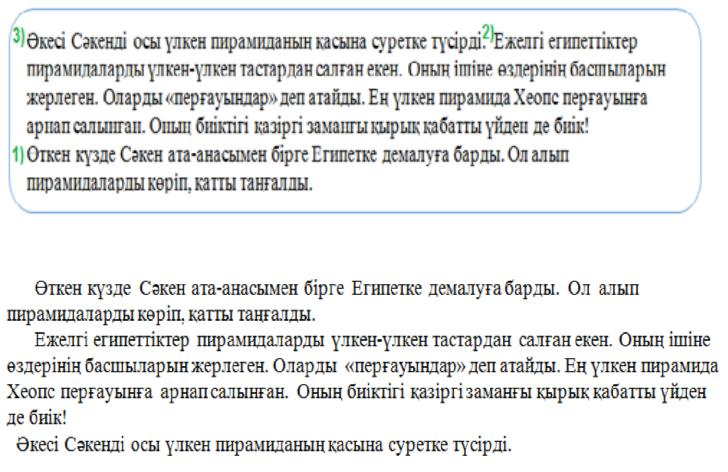 3) Әкесі Сәкенді осы үлкен пирамиданың қасына суретке түсірді. 2) Ежелгі египеттіктер
пирамидаларды үлкен-үлкен тастардан салған екен. Оның ішіне өздерінің басшыларын
жерлеген. Оларды «перғауындар» деп атайды. Ең үлкен пирамида Хеопс перғауынға
арнап салынған. Оның биіктігі қазіргі заманғы қырық қабатты үйден де биік!
1) Өткен күзде Сәкен ата-анасымен бірге Египетке демалуға барды. Ол алып
пирамидаларды көріп, қатты таңғалды.
Өткен күзде Сәкен ата-анасымен бірге Египетке демалуға барды. Ол алып
пирамидаларды көріп, қатты таңғалды.
Ежелгі египеттіктер пирамидаларды үлкен-үлкен тастардан салған екен. Оның ішіне
өздерінің басшыларын жерлеген. Оларды «перғауындар» деп атайды. Ең үлкен пирамида
Хеопс перғауынға арнап салынған. Оның биіктігі қазіргі заманғы қырық қабатты үйден
де биік!
Әкесі Сәкенді осы үлкен пирамиданың қасына суретке түсірді.